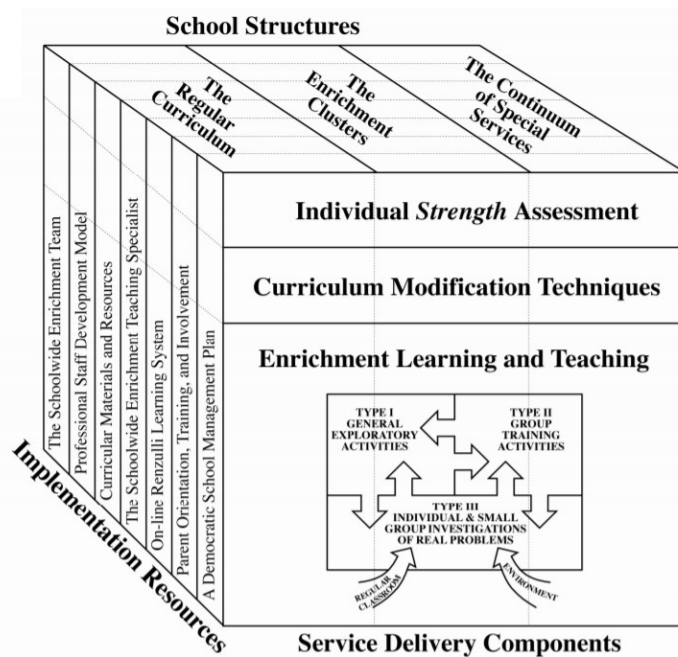 School Structures
The
Regular
Curriculum
The
Enrichment
Clusters
The Continuum
of Special
Services
The Schoolwide Enrichment Team
Professional Staff Development Model
Curricular Materials and Resources
The Schoolwide Enrichment Teaching Specialist
On-line Renzulli Learning System
Parent Orientation, Training, and Involvement
A Democratic School Management Plan
Implementation Resources
Individual Strength Assessment
Curriculum Modification Techniques
Enrichment Learning and Teaching
TYPE I
GENERAL
EXPLORATORY
ACTIVITIES
TYPE II
GROUP
TRAINING
ACTIVITIES
TYPE III
INDIVIDUAL & SMALL
GROUP INVESTIGATIONS
OF REAL PROBLEMS
REGULAR
CLASSROOM
ENVIRONMENT
Service Delivery Components